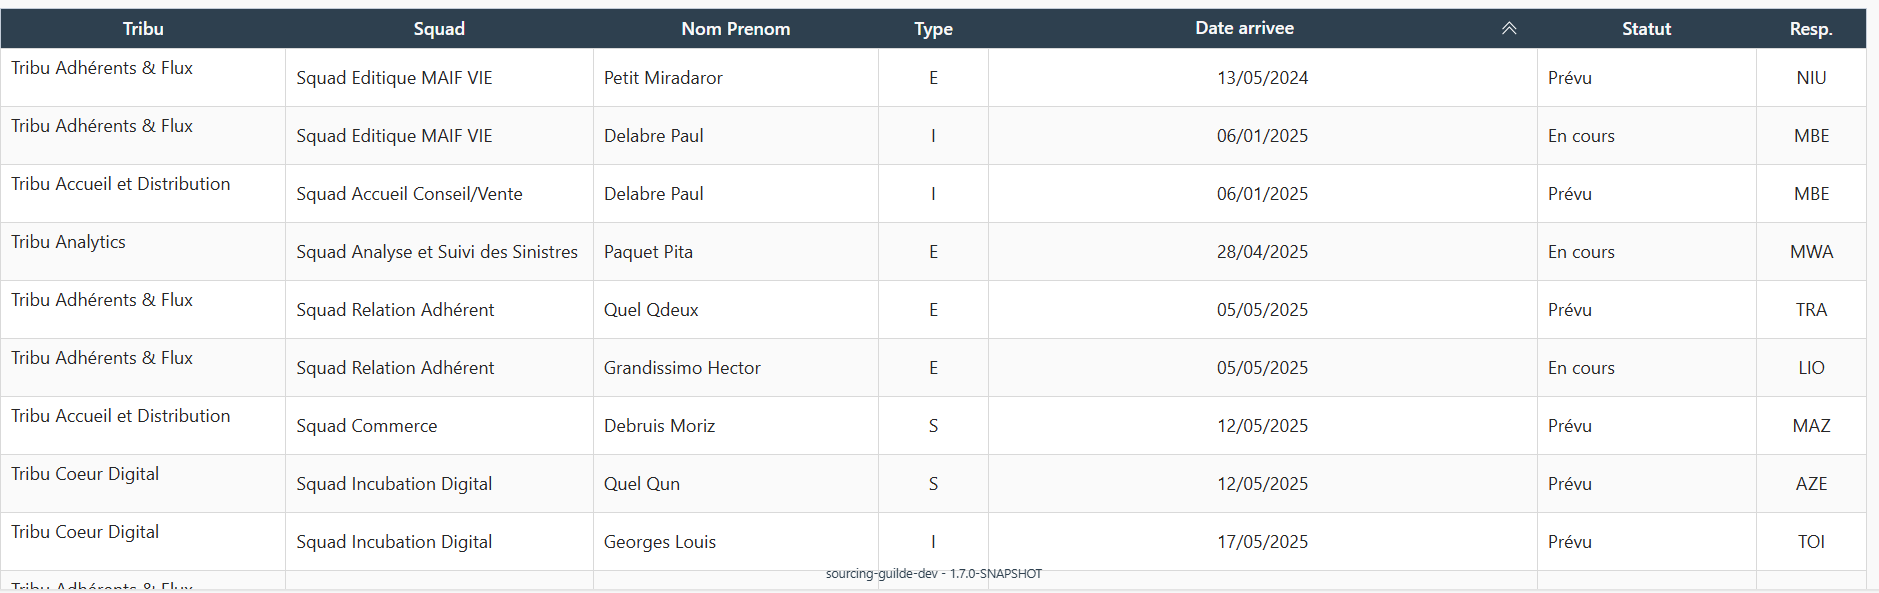 Tribu Squad Nom Prenom Type Date arrivee Statut Resp.
Tribu Adhérents & Flux Squad Editique MAIF VIE Petit Miradaror E 13/05/2024 Prévu NIU
Tribu Adhérents & Flux Squad Editique MAIF VIE Delabre Paul I 06/01/2025 En cours MBE
Tribu Accueil et Distribution Squad Accueil Conseil/Vente Delabre Paul I 06/01/2025 Prévu MBE
Tribu Analytics Squad Analyse et Suivi des Sinistres Paquet Pita E 28/04/2025 En cours MWA
Tribu Adhérents & Flux Squad Relation Adhérent Quel Qdeux E 05/05/2025 Prévu TRA
Tribu Adhérents & Flux Squad Relation Adhérent Grandissimo Hector E 05/05/2025 En cours LIO
Tribu Accueil et Distribution Squad Commerce Debruis Moriz S 12/05/2025 Prévu MAZ
Tribu Coeur Digital Squad Incubation Digital Quel Qun S 12/05/2025 Prévu AZE
Tribu Coeur Digital Squad Incubation Digital Georges Louis I 17/05/2025 Prévu TOI
sourcing-guilde-dev - 1.7.0-SNAPSHOT
Tribu Adhérents & Flux